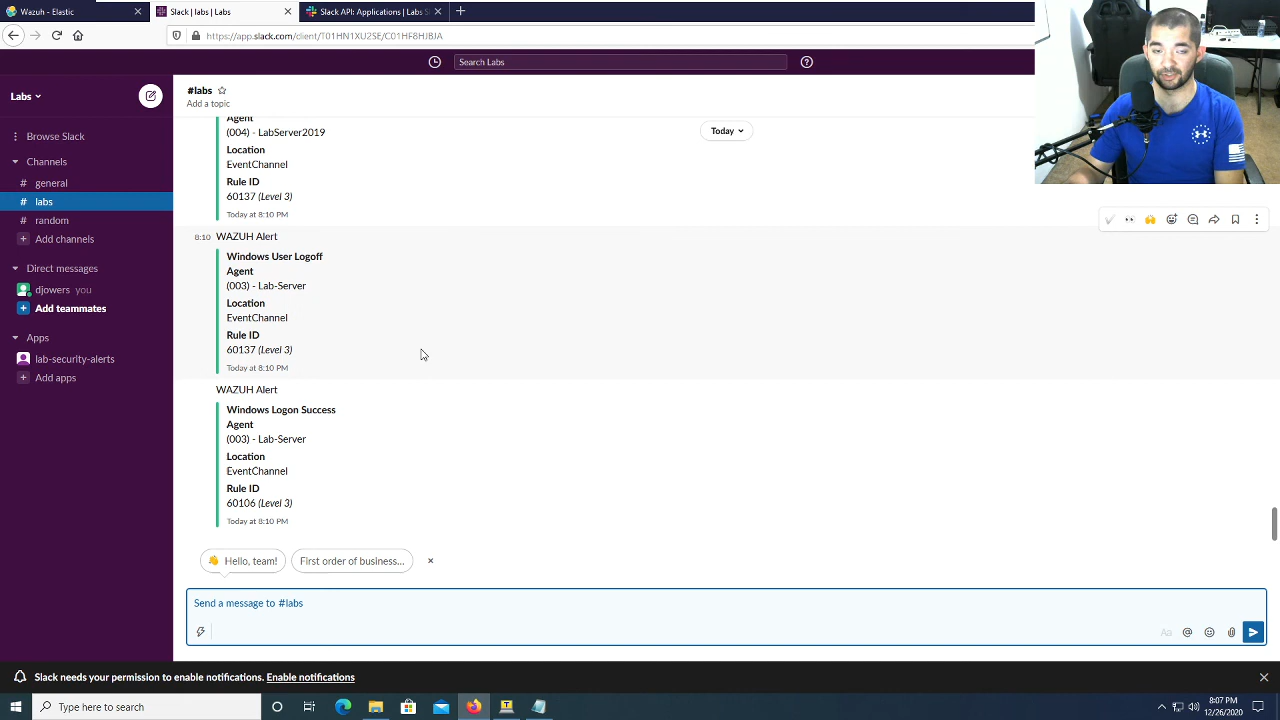 Wazuh - Elastic
Slack | labs | Labs
Slack API: Applications | Labs S
https://app.slack.com/client/T01HN1XU2SE/C01HF8HJBJA
Search Labs
Labs
#labs
Add a topic
Browse Slack
Channels
# general
# labs
# random
Add channels
Direct messages
djowers you
Add teammates
Apps
lab-security-alerts
Add apps
Today
Agent
(004) - LabServer2019
Location
EventChannel
Rule ID
60137 (Level 3)
Today at 8:10 PM
8:10 WAZUH Alert
Windows User Logoff
Agent
(003) - Lab-Server
Location
EventChannel
Rule ID
60137 (Level 3)
Today at 8:10 PM
WAZUH Alert
Windows Logon Success
Agent
(003) - Lab-Server
Location
EventChannel
Rule ID
60106 (Level 3)
Today at 8:10 PM
Hello, team!
First order of business...
Send a message to #labs
Aa
Slack needs your permission to enable notifications. Enable notifications
Type here to search
8:07 PM
12/26/2020